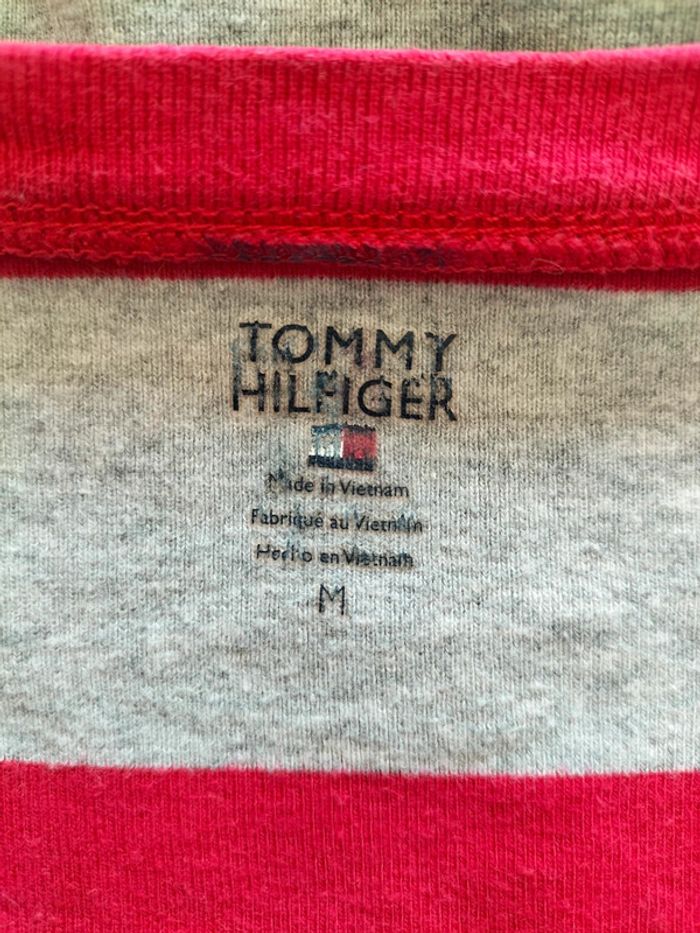 TOMMY
HILFIGER
Made in Vietnam
Fabriqué au Vietnam
Hecho en Vietnam
M